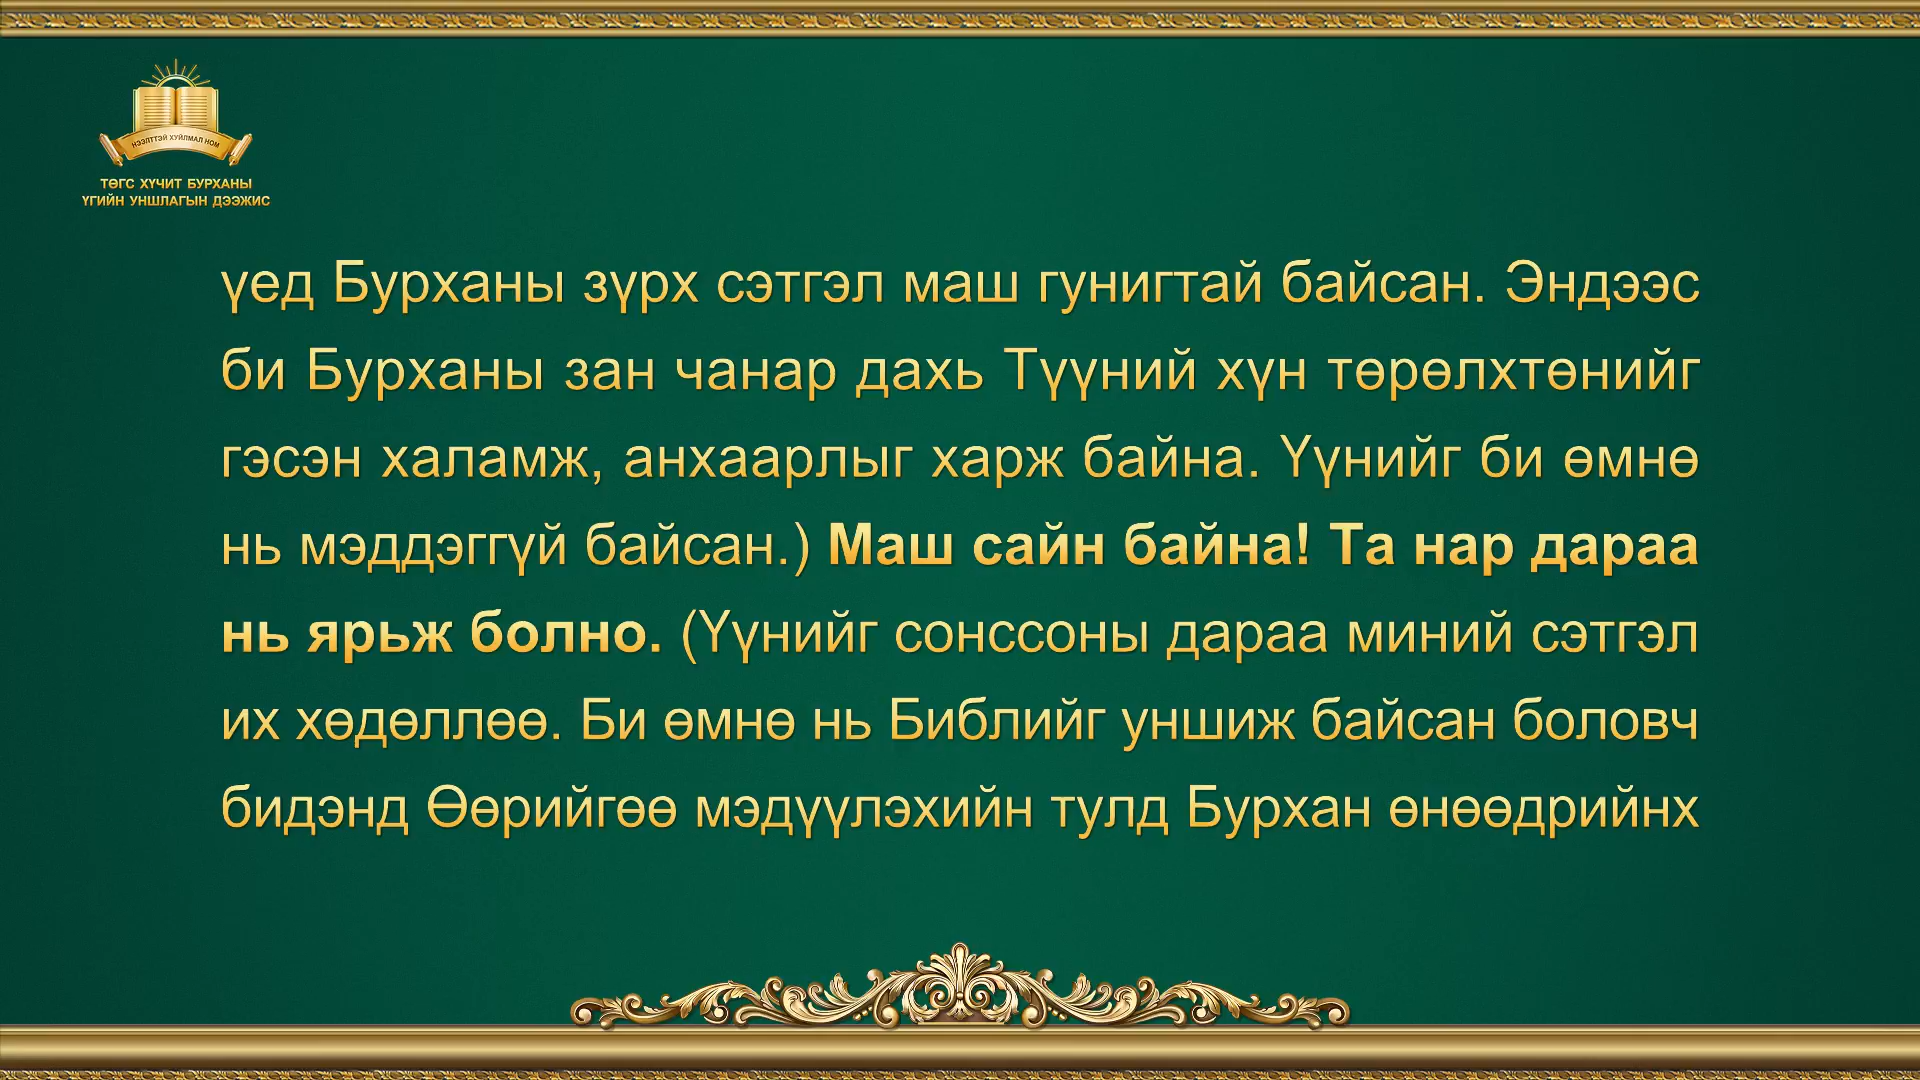 НЭЭЛТТЭЙ ХУЙЛМАЛ НОМ
ТӨГС ХҮЧИТ БУРХАНЫ
ҮГИЙН УНШЛАГЫН ДЭЭЖИС
үед Бурханы зүрх сэтгэл маш гунигтай байсан. Эндээс
би Бурханы зан чанар дахь Түүний хүн төрөлхтөнийг
гэсэн халамж, анхаарлыг харж байна. Үүнийг би өмнө
нь мэддэггүй байсан.) Маш сайн байна! Та нар дараа
нь ярьж болно. (Үүнийг сонссоны дараа миний сэтгэл
их хөдөллөө. Би өмнө нь Библийг уншиж байсан боловч
бидэнд Өөрийгөө мэдүүлэхийн тулд Бурхан өнөөдрийнх